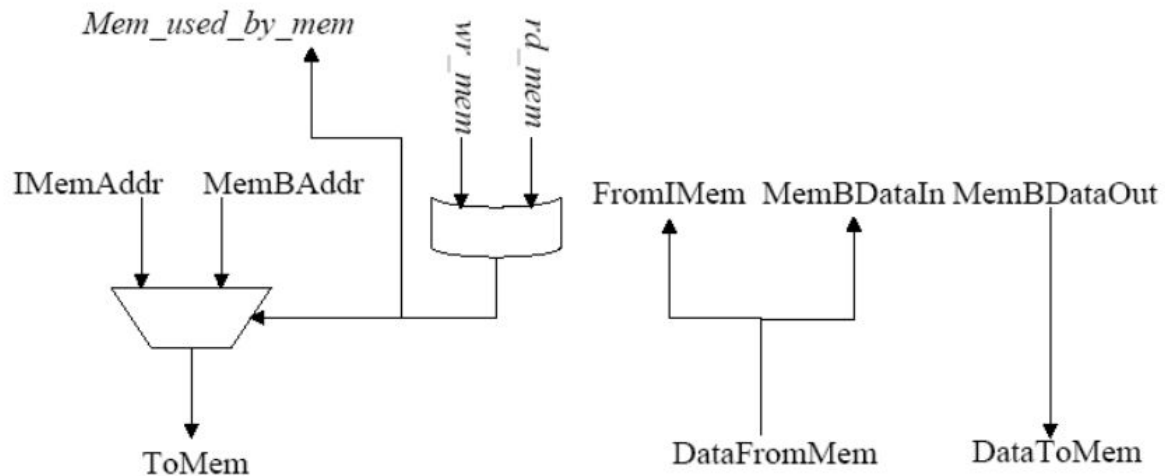 Mem_used_by_mem
wr_mem
rd_mem
IMemAddr
MemBAddr
FromIMem
MemBDataIn
MemBDataOut
ToMem
DataFromMem
DataToMem